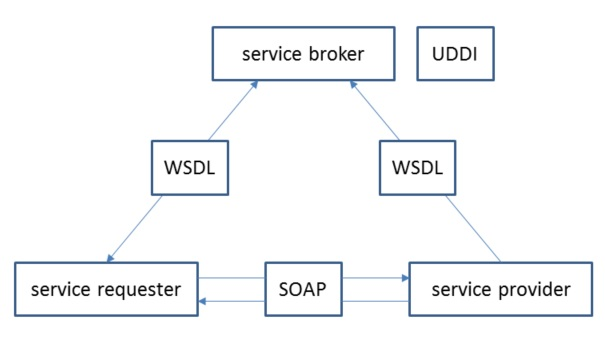 service broker
UDDI
WSDL
WSDL
service requester
SOAP
service provider